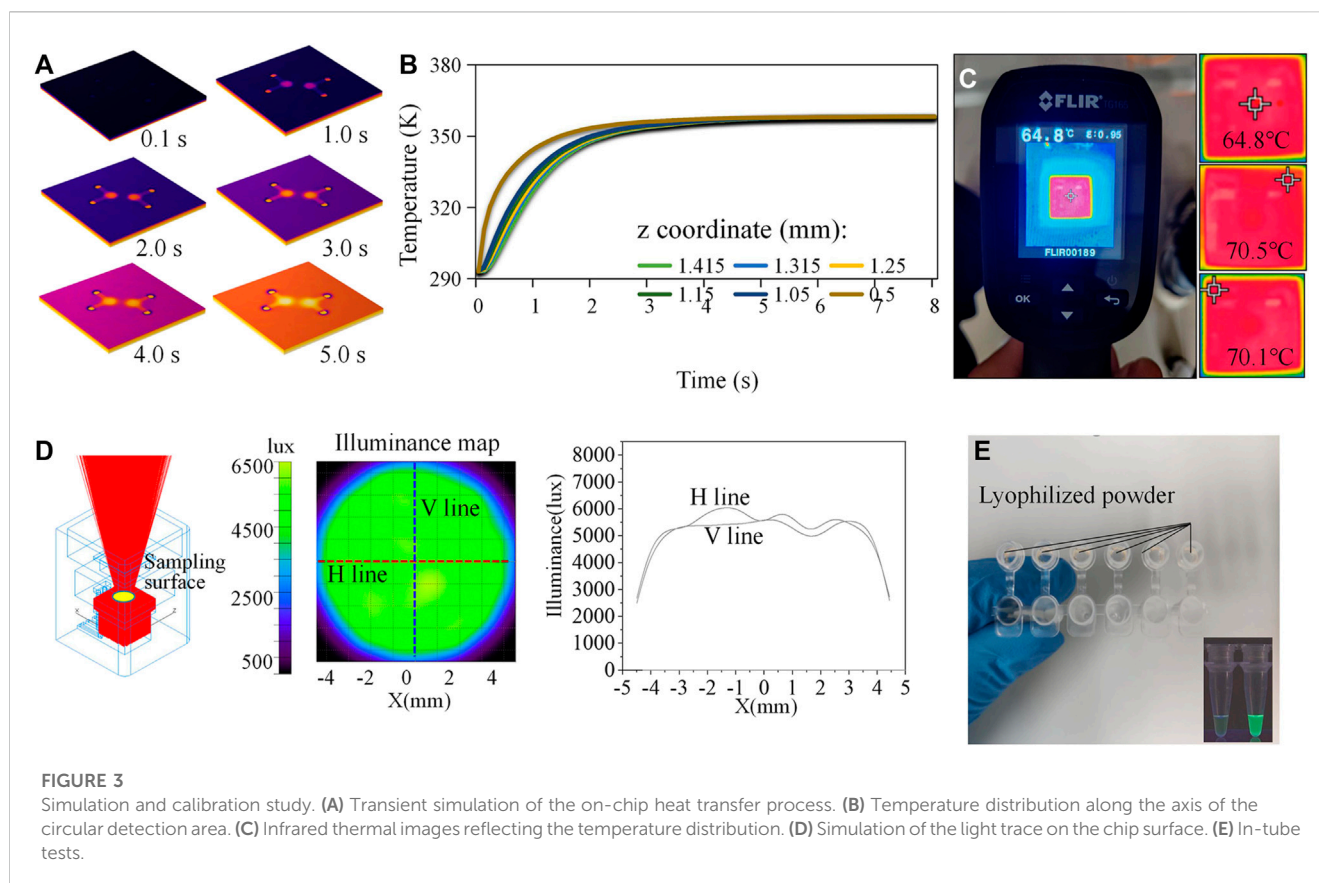 A
0.1 s
1.0 s
2.0 s
3.0 s
4.0 s
5.0 s
B
Temperature (K)
380
350
320
290
z coordinate (mm):
1.415 1.315 1.25
1.15 1.05 0.5
0 1 2 3 4 5 6 7 8
Time (s)
C
FLIR
64.8 °C ε:0.95
FLIR00189
OK
64.8°C
70.5°C
70.1°C
D
Sampling
surface
x
z
lux
6500
4500
2500
500
Illuminance map
V line
H line
-4 -2 0 2 4
X(mm)
Illuminance(lux)
8000
7000
6000
5000
4000
3000
2000
1000
0
H line
V line
-5 -4 -3 -2 -1 0 1 2 3 4 5
X(mm)
E
Lyophilized powder
FIGURE 3
Simulation and calibration study. (A) Transient simulation of the on-chip heat transfer process. (B) Temperature distribution along the axis of the
circular detection area. (C) Infrared thermal images reflecting the temperature distribution. (D) Simulation of the light trace on the chip surface. (E) In-tube
tests.